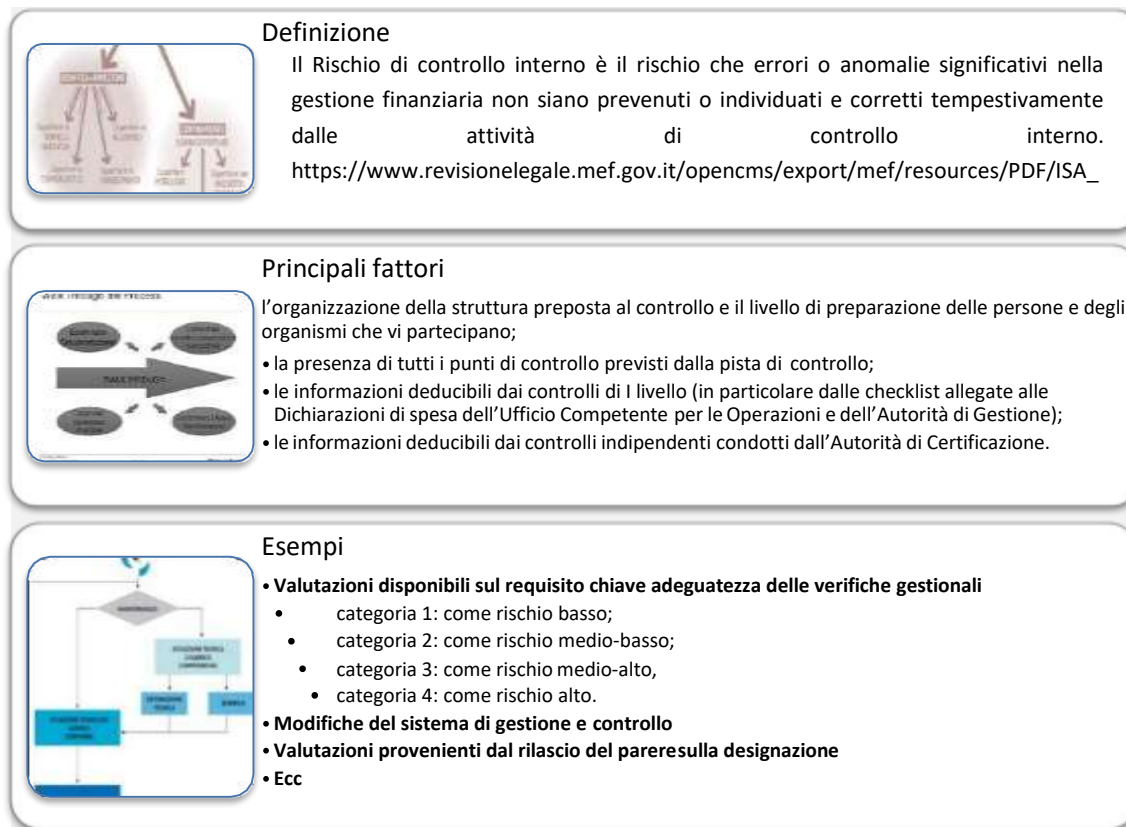 Definizione
Il Rischio di controllo interno è il rischio che errori o anomalie significativi nella
gestione finanziaria non siano prevenuti o individuati e corretti tempestivamente
dalle attività di controllo interno.
https://www.revisionelegale.mef.gov.it/opencms/export/mef/resources/PDF/ISA_
Principali fattori
l'organizzazione della struttura preposta al controllo e il livello di preparazione delle persone e degli
organismi che vi partecipano;
• la presenza di tutti i punti di controllo previsti dalla pista di controllo;
• le informazioni deducibili dai controlli di I livello (in particolare dalle checklist allegate alle
Dichiarazioni di spesa dell'Ufficio Competente per le Operazioni e dell'Autorità di Gestione);
• le informazioni deducibili dai controlli indipendenti condotti dall'Autorità di Certificazione.
Esempi
• Valutazioni disponibili sul requisito chiave adeguatezza delle verifiche gestionali
• categoria 1: come rischio basso;
• categoria 2: come rischio medio-basso;
• categoria 3: come rischio medio-alto,
• categoria 4: come rischio alto.
• Modifiche del sistema di gestione e controllo
• Valutazioni provenienti dal rilascio del pareresulla designazione
• Ecc